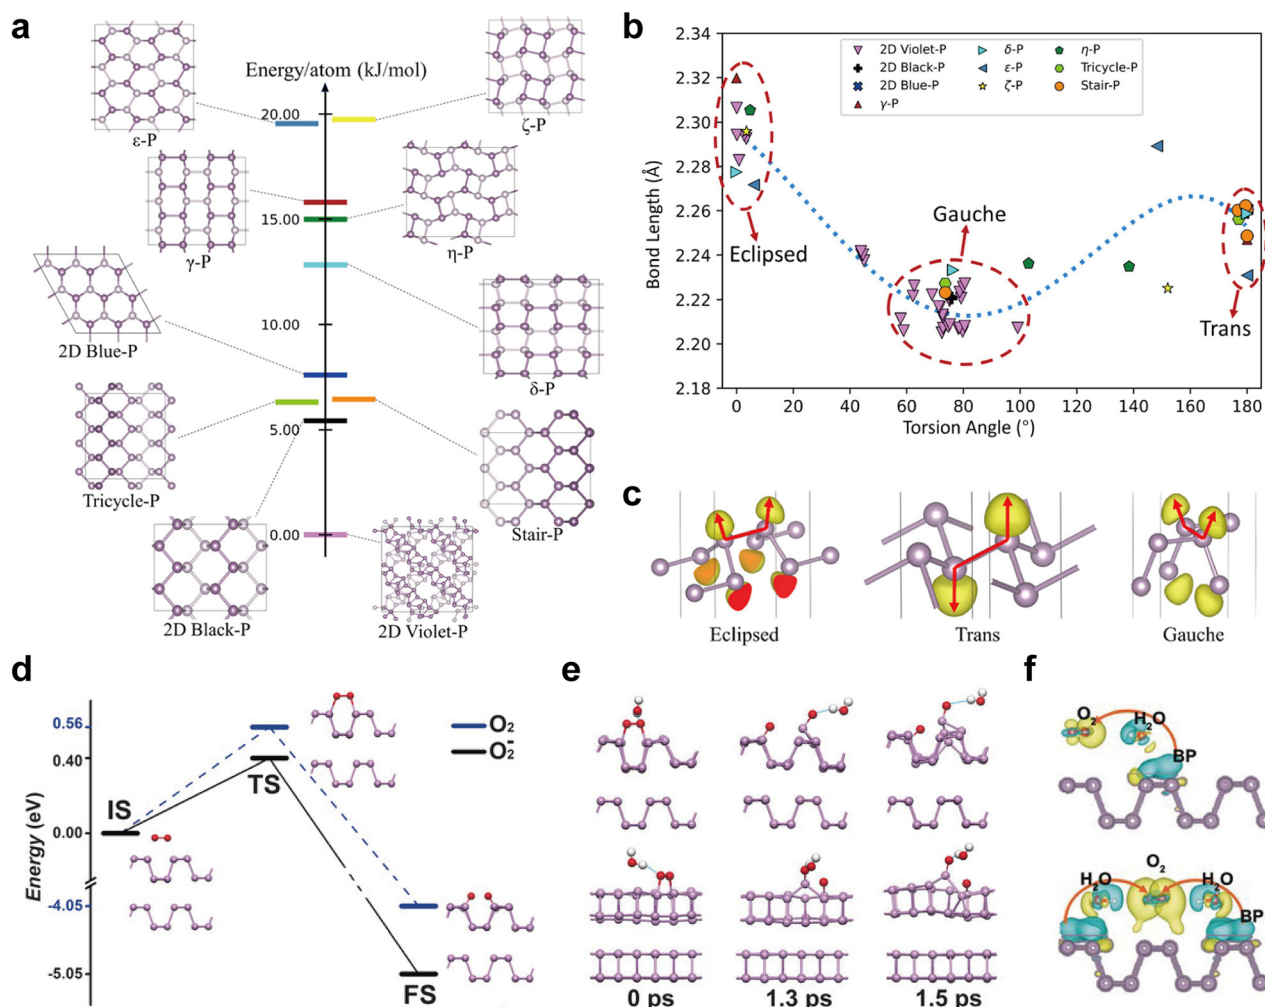 a
Energy/atom (kJ/mol)
20.00
ε-P
ζ-P
15.00
γ-P
η-P
10.00
2D Blue-P
δ-P
5.00
Tricycle-P
Stair-P
0.00
2D Black-P
2D Violet-P
b
2.34
2.32
2.30
2.28
2.26
2.24
2.22
2.20
2.18
Bond Length (Å)
2D Violet-P
2D Black-P
2D Blue-P
γ-P
δ-P
ε-P
ζ-P
η-P
Tricycle-P
Stair-P
Eclipsed
Gauche
Trans
0 20 40 60 80 100 120 140 160 180
Torsion Angle (°)
c
Eclipsed
Trans
Gauche
d
Energy (eV)
0.56
0.40
0.00
-4.05
-5.05
IS
TS
FS
O₂
O₂⁻
e
0 ps
1.3 ps
1.5 ps
f
O₂
H₂O
BP
H₂O
O₂
H₂O
BP